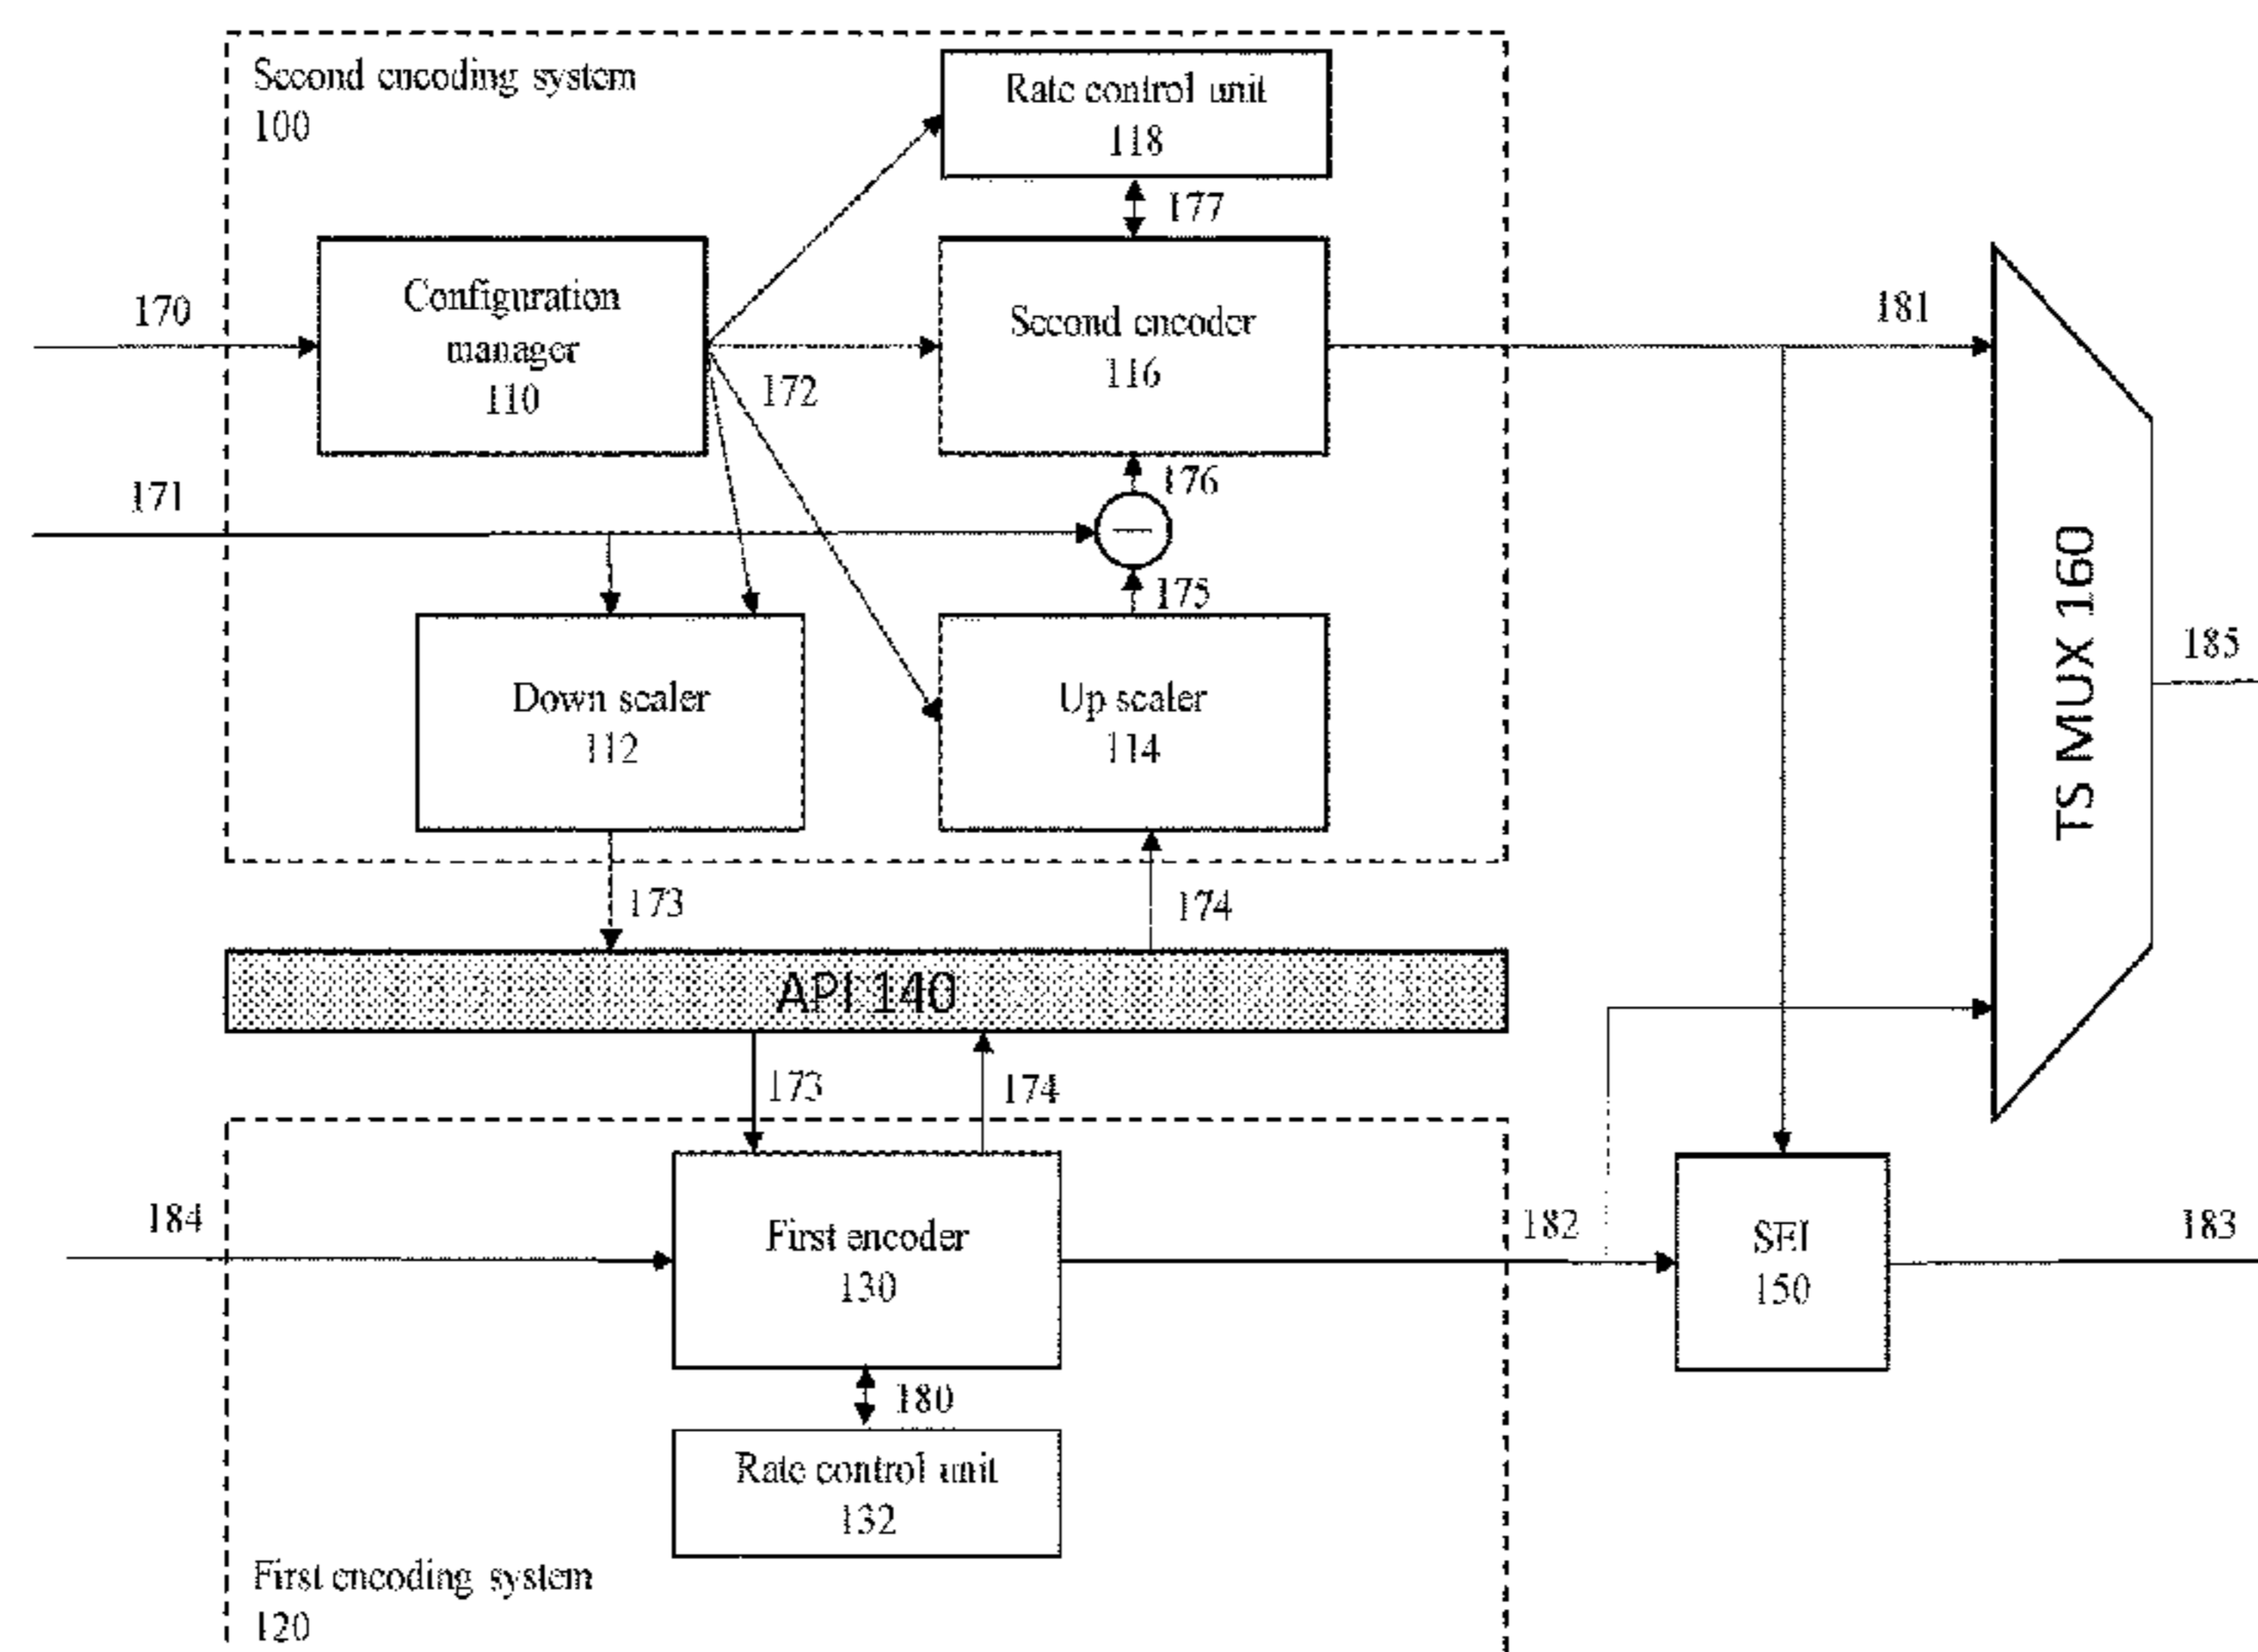 Second encoding system
100
Rate control unit
118
177
Configuration
manager
110
170
172
Second encoder
116
181
176
171
175
Down scaler
112
Up scaler
114
TS MUX 160
185
173
174
API 140
173
174
184
First encoder
130
182
SEI
150
183
180
Rate control unit
132
First encoding system
120